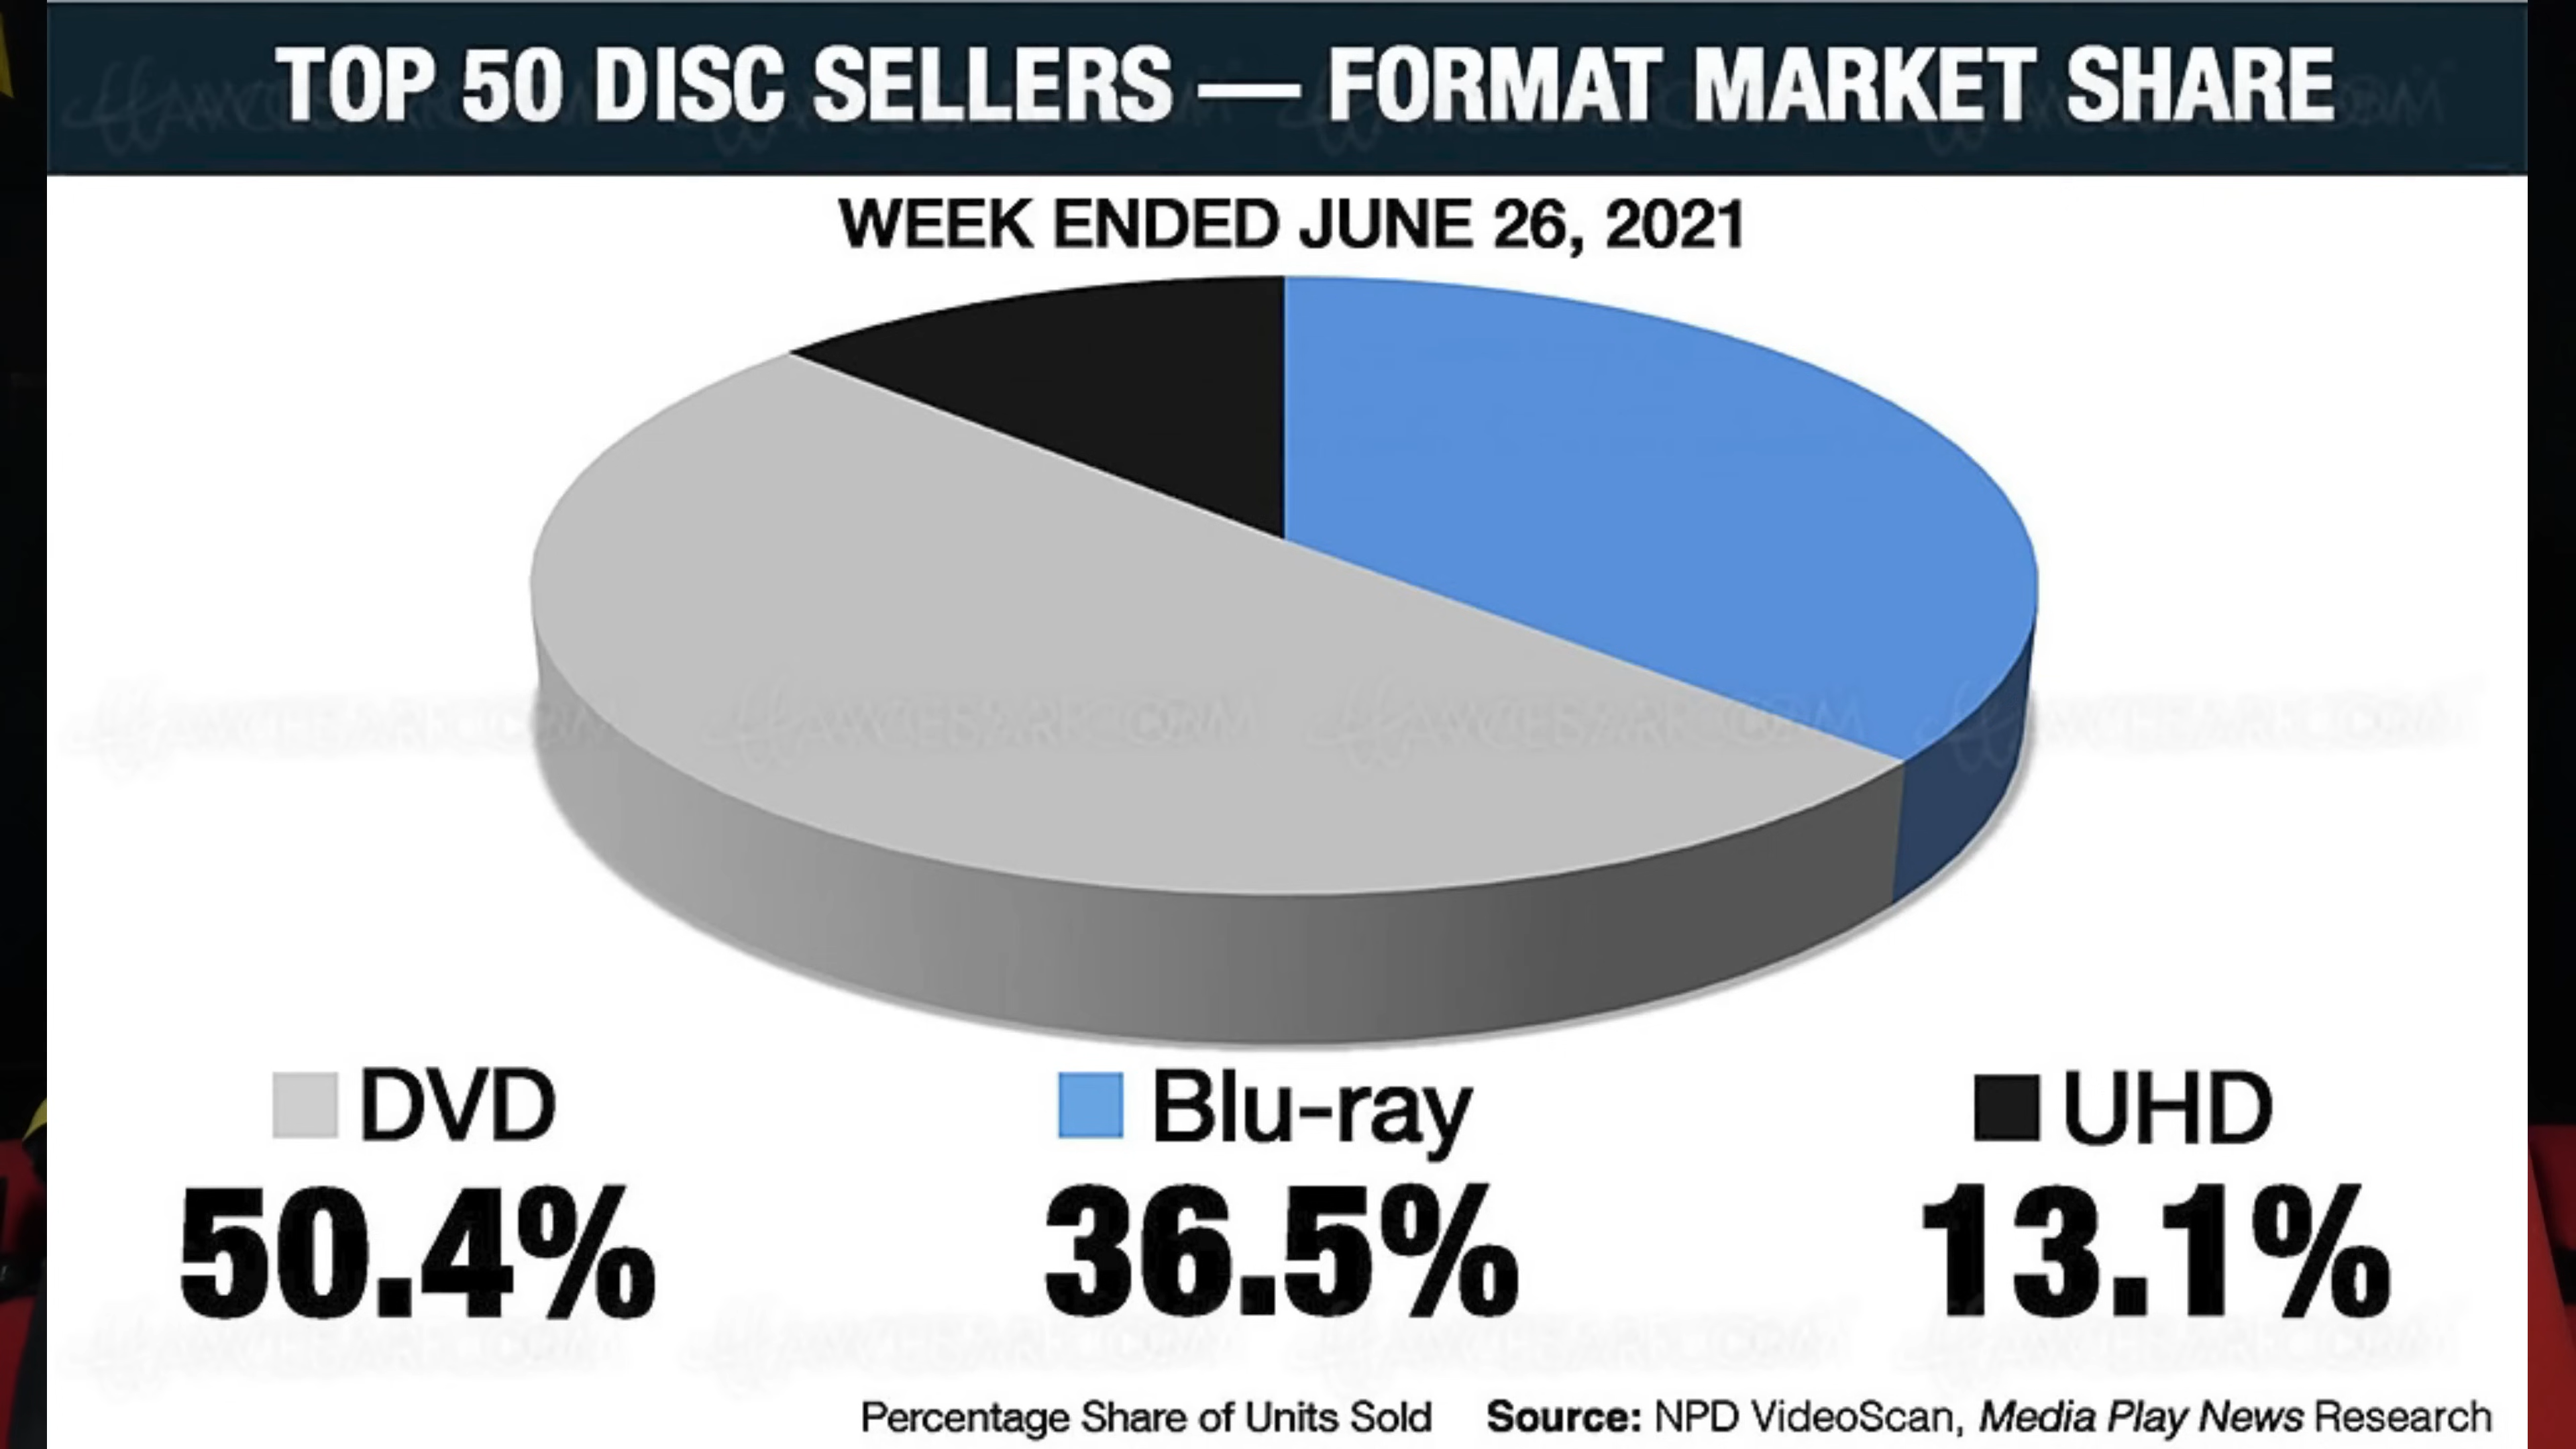 TOP 50 DISC SELLERS — FORMAT MARKET SHARE
WEEK ENDED JUNE 26, 2021
DVD
50.4%
Blu-ray
36.5%
UHD
13.1%
Percentage Share of Units Sold
Source: NPD VideoScan, Media Play News Research